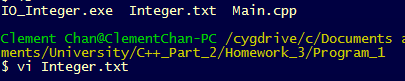 IO_Integer.exe Integer.txt Main.cpp
Clement Chan@ClementChan-PC /cygdrive/c/Documents a
ments/University/C++_Part_2/Homework_3/Program_1
$ vi Integer.txt